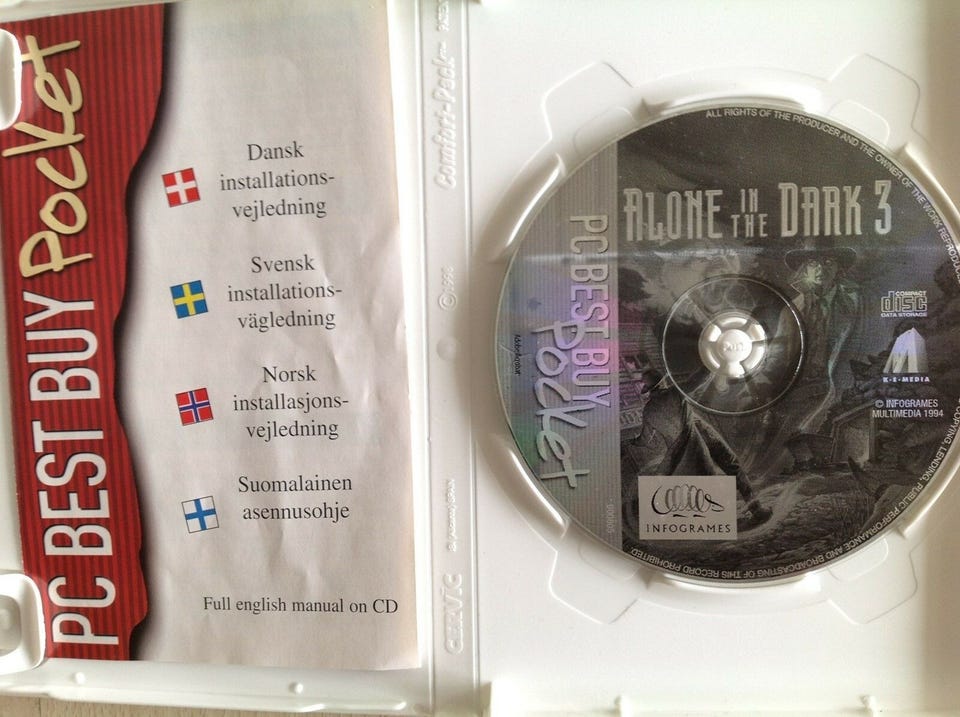 PC BEST BUY Pocket
Dansk
installations-
vejledning
Svensk
installations-
vägledning
Norsk
installasjons-
vejledning
Suomalainen
asennusohje
Full english manual on CD
Comfort-Pack
ALL RIGHTS OF THE PRODUCER AND THE OWNER OF THE WORK REPRODUCED
COPYING, LENDING, PUBLIC PERFORMANCE AND BROADCASTING OF THIS RECORD PROHIBITED.
ALONE IN THE DARK 3
PC BEST BUY
Pocket
COMPACT
disc
DATA STORAGE
K-E-MEDIA
© INFOGRAMES
MULTIMEDIA 1994
INFOGRAMES